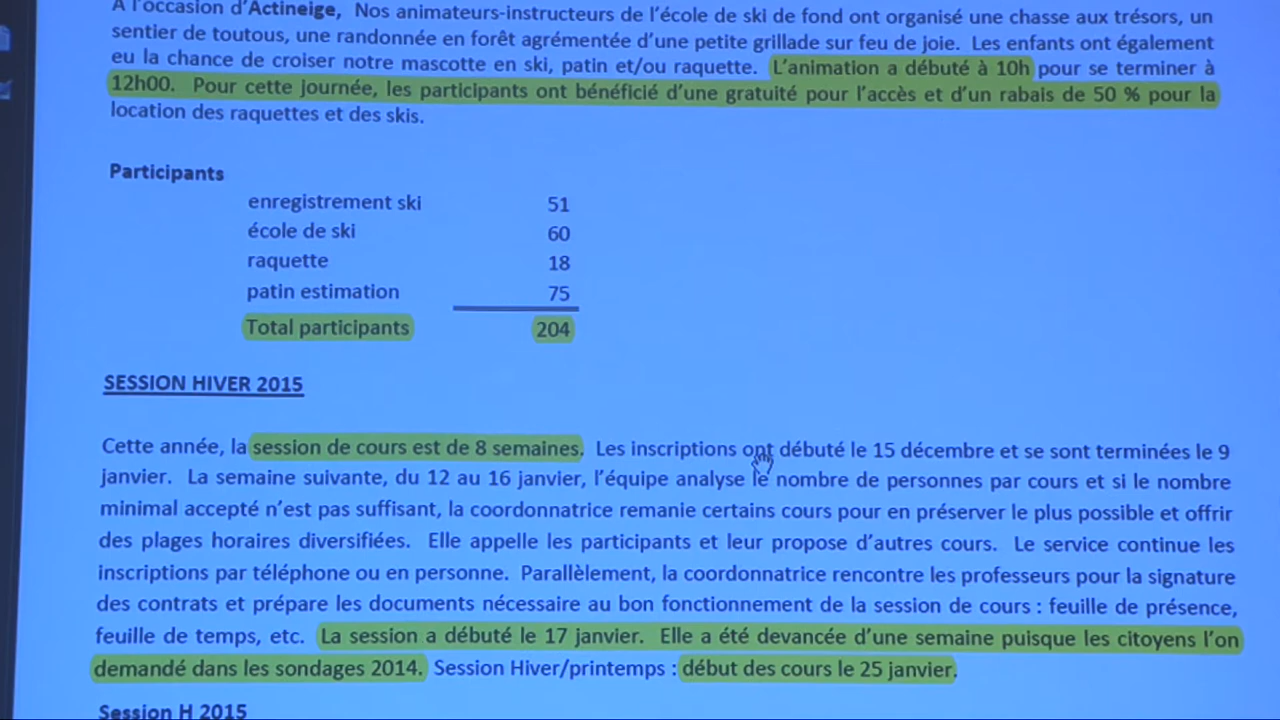 A l'occasion d'Actineige, Nos animateurs-instructeurs de l'école de ski de fond ont organisé une chasse aux trésors, un
sentier de toutous, une randonnée en forêt agrémentée d'une petite grillade sur feu de joie. Les enfants ont également
eu la chance de croiser notre mascotte en ski, patin et/ou raquette. L'animation a débuté à 10h pour se terminer à
12h00. Pour cette journée, les participants ont bénéficié d'une gratuité pour l'accès et d'un rabais de 50 % pour la
location des raquettes et des skis.
Participants
enregistrement ski 51
école de ski 60
raquette 18
patin estimation 75
Total participants 204
SESSION HIVER 2015
Cette année, la session de cours est de 8 semaines. Les inscriptions ont débuté le 15 décembre et se sont terminées le 9
janvier. La semaine suivante, du 12 au 16 janvier, l'équipe analyse le nombre de personnes par cours et si le nombre
minimal accepté n'est pas suffisant, la coordonnatrice remanie certains cours pour en préserver le plus possible et offrir
des plages horaires diversifiées. Elle appelle les participants et leur propose d'autres cours. Le service continue les
inscriptions par téléphone ou en personne. Parallèlement, la coordonnatrice rencontre les professeurs pour la signature
des contrats et prépare les documents nécessaire au bon fonctionnement de la session de cours : feuille de présence,
feuille de temps, etc. La session a débuté le 17 janvier. Elle a été devancée d'une semaine puisque les citoyens l'on
demandé dans les sondages 2014. Session Hiver/printemps : début des cours le 25 janvier.
Session H 2015